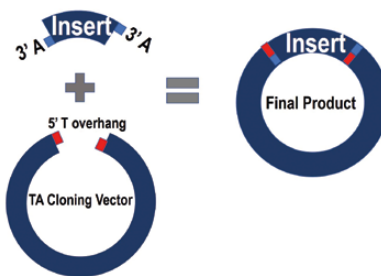 Insert
3' A
3' A
5' T overhang
TA Cloning Vector
Insert
Final Product